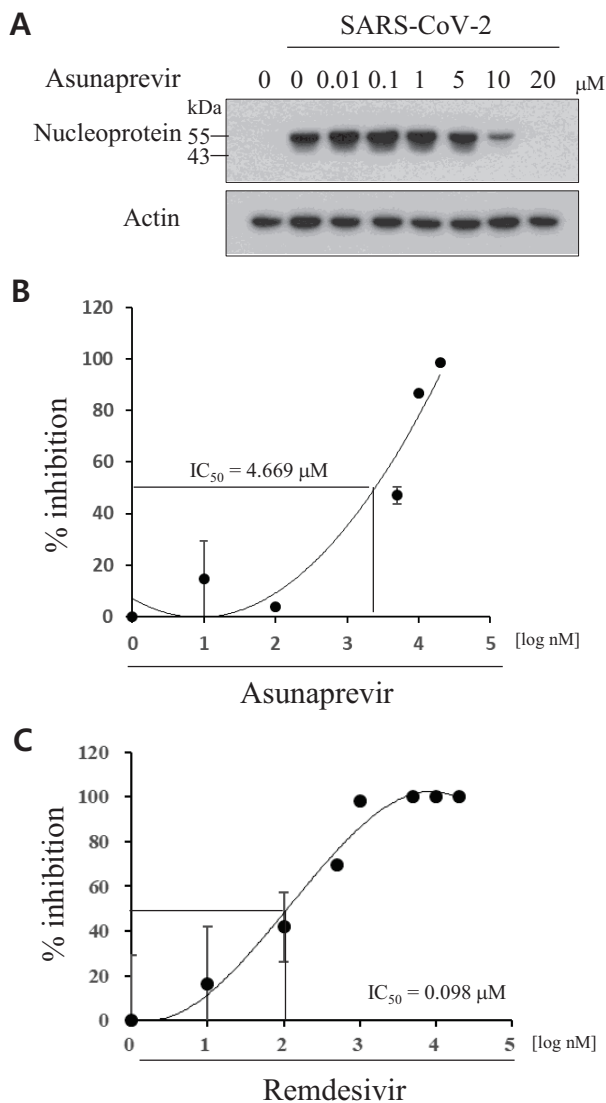 A
SARS-CoV-2
Asunaprevir 0 0 0.01 0.1 1 5 10 20 μM
kDa
Nucleoprotein 55
43
Actin
B
120
100
80
60
40
20
0
% inhibition
IC50 = 4.669 μM
0 1 2 3 4 5 [log nM]
Asunaprevir
C
120
100
80
60
40
20
0
% inhibition
IC50 = 0.098 μM
0 1 2 3 4 5 [log nM]
Remdesivir